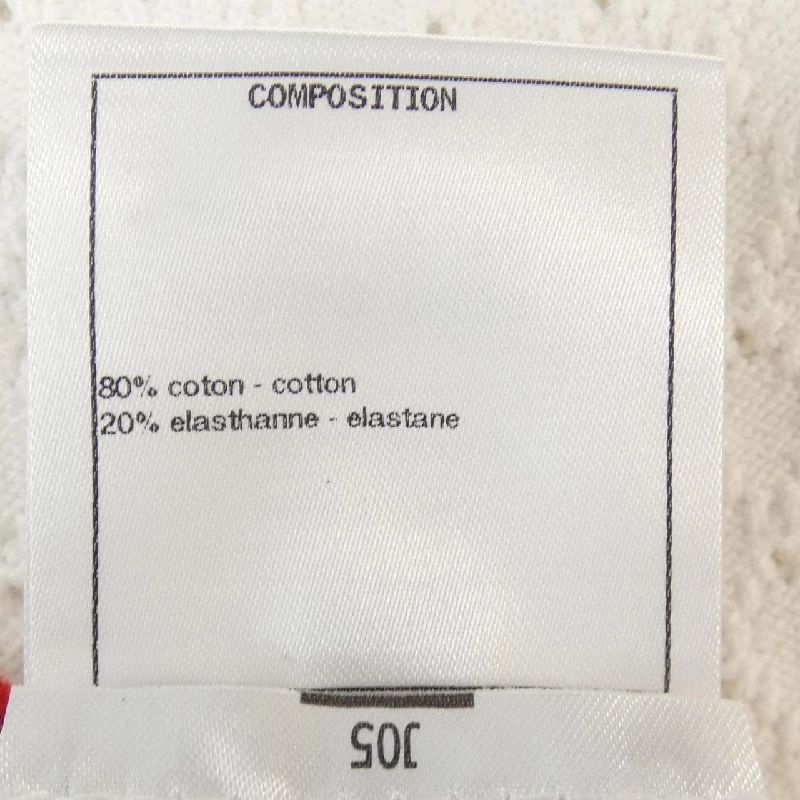 COMPOSITION
80% coton - cotton
20% elasthanne - elastane
J05